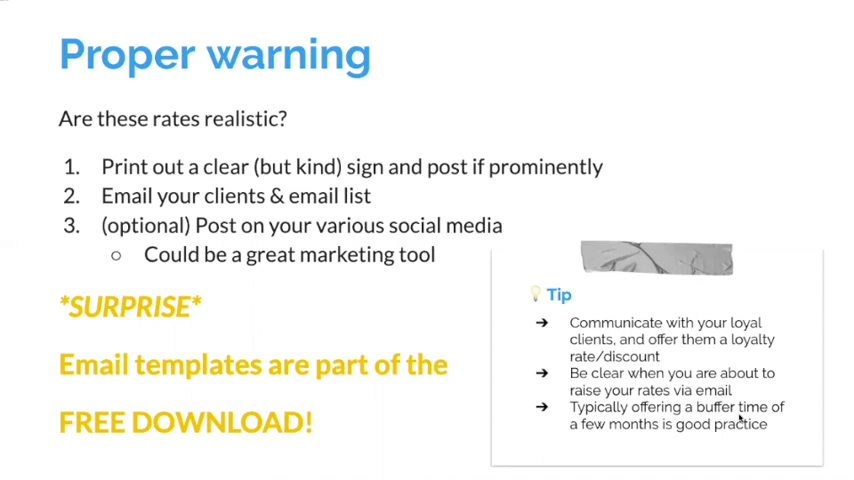 Proper warning
Are these rates realistic?
1. Print out a clear (but kind) sign and post if prominently
2. Email your clients & email list
3. (optional) Post on your various social media
○ Could be a great marketing tool
*SURPRISE*
Email templates are part of the
FREE DOWNLOAD!
Tip
➔ Communicate with your loyal
clients, and offer them a loyalty
rate/discount
➔ Be clear when you are about to
raise your rates via email
➔ Typically offering a buffer time of
a few months is good practice